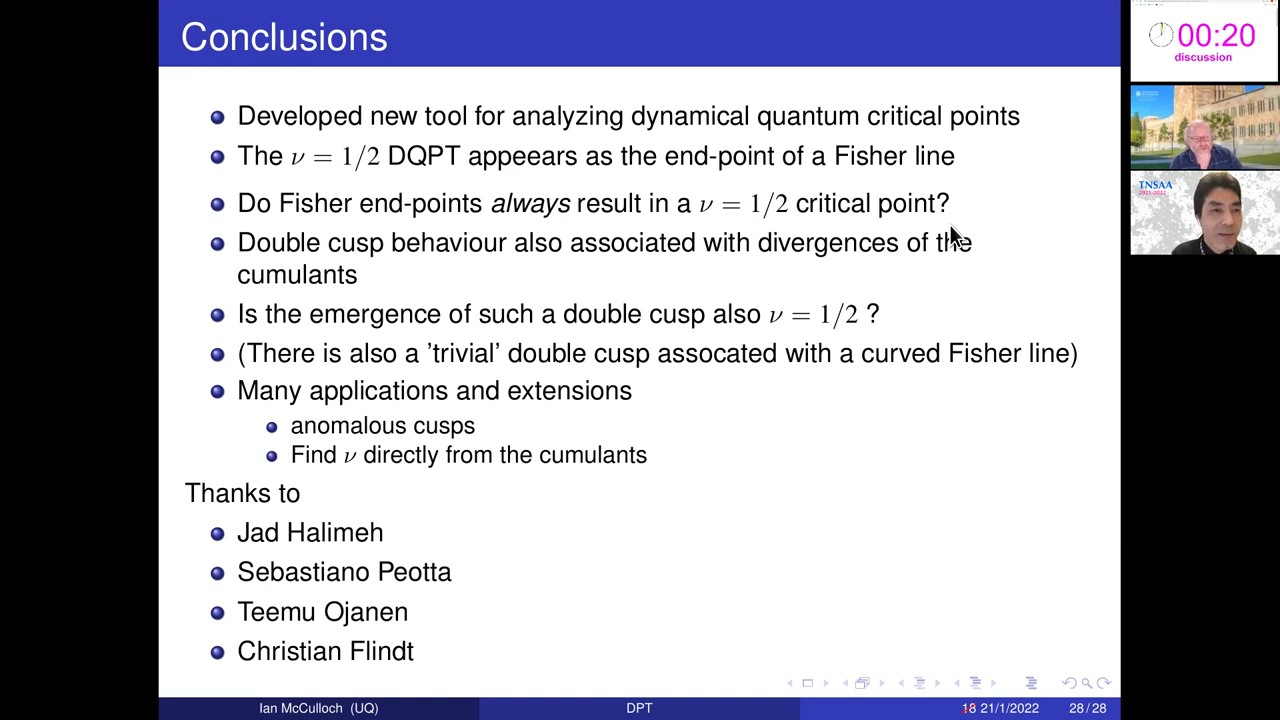 Conclusions
Developed new tool for analyzing dynamical quantum critical points
The ν = 1/2 DQPT appeears as the end-point of a Fisher line
Do Fisher end-points always result in a ν = 1/2 critical point?
Double cusp behaviour also associated with divergences of the
cumulants
Is the emergence of such a double cusp also ν = 1/2 ?
(There is also a 'trivial' double cusp assocated with a curved Fisher line)
Many applications and extensions
anomalous cusps
Find ν directly from the cumulants
Thanks to
Jad Halimeh
Sebastiano Peotta
Teemu Ojanen
Christian Flindt
Ian McCulloch (UQ)
DPT
18 21/1/2022
28 / 28
00:20
discussion
TNSAA
2021-2022